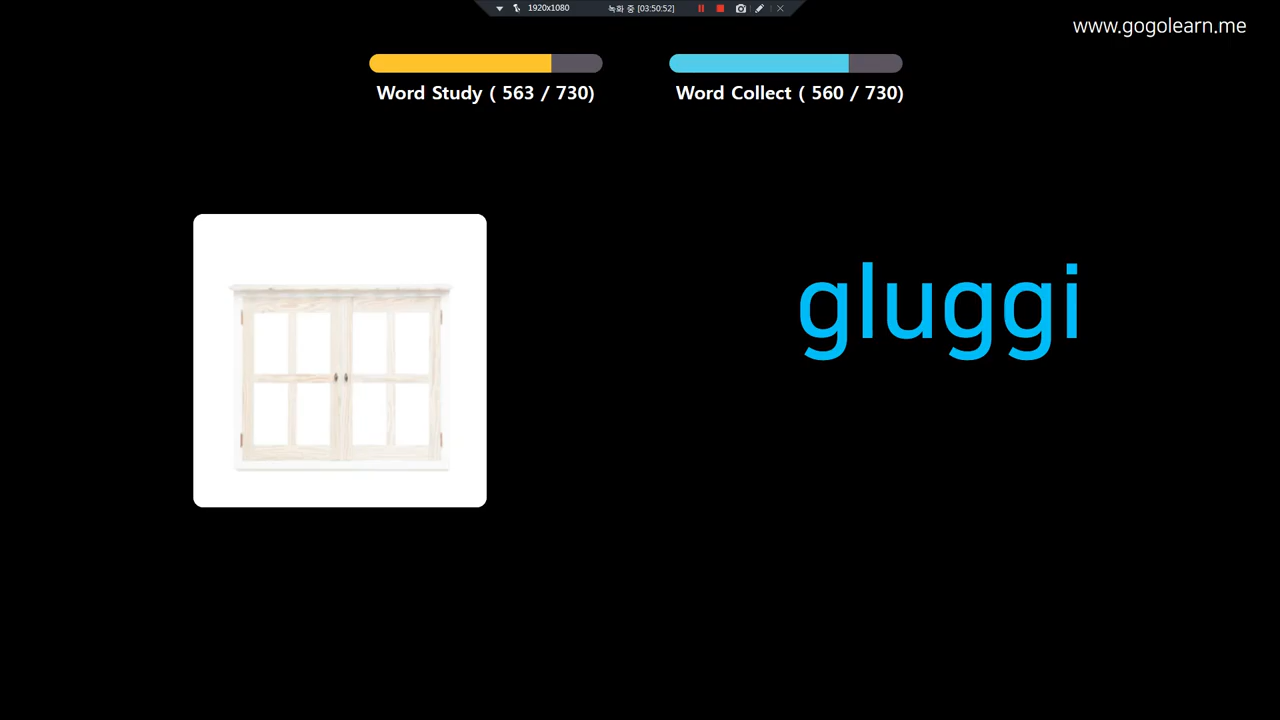 1920x1080 녹화 중 [03:50:52]
www.gogolearn.me
Word Study ( 563 / 730) Word Collect ( 560 / 730)
gluggi